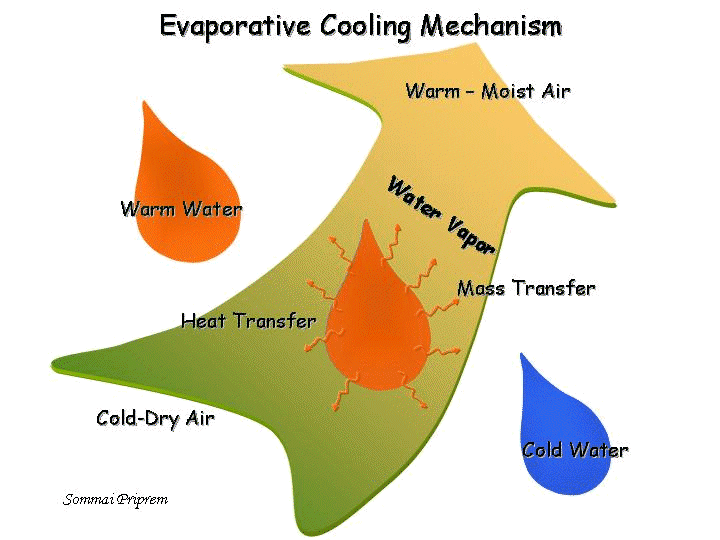 Evaporative Cooling Mechanism
Warm – Moist Air
Warm Water
Water Vapor
Mass Transfer
Heat Transfer
Cold-Dry Air
Cold Water
Sommai Priprem